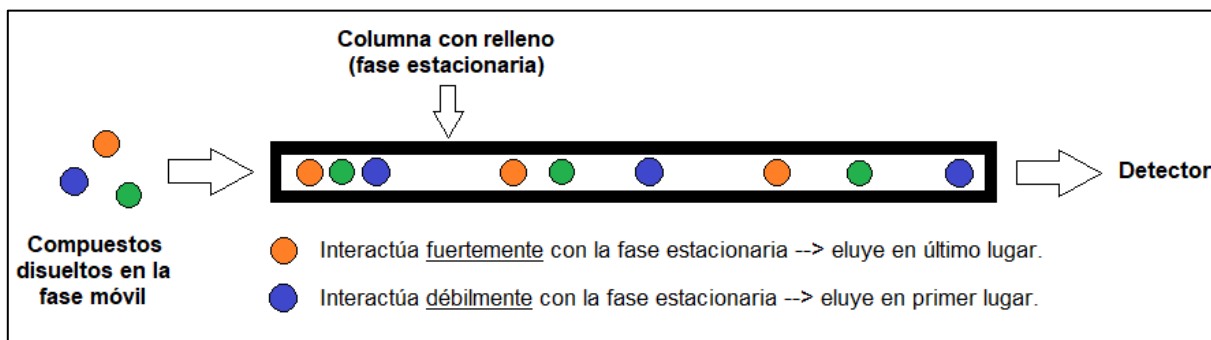 Columna con relleno
(fase estacionaria)
Detector
Compuestos
disueltos en la
fase móvil
Interactúa fuertemente con la fase estacionaria --> eluye en último lugar.
Interactúa débilmente con la fase estacionaria --> eluye en primer lugar.